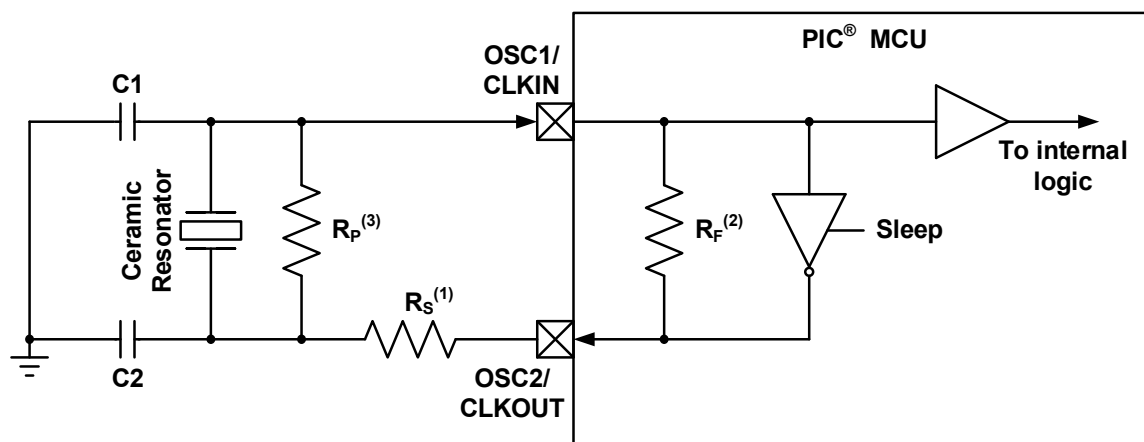 PIC® MCU
OSC1/
CLKIN
C1
To internal
logic
Ceramic
Resonator
RP(3)
RF(2)
Sleep
RS(1)
C2
OSC2/
CLKOUT